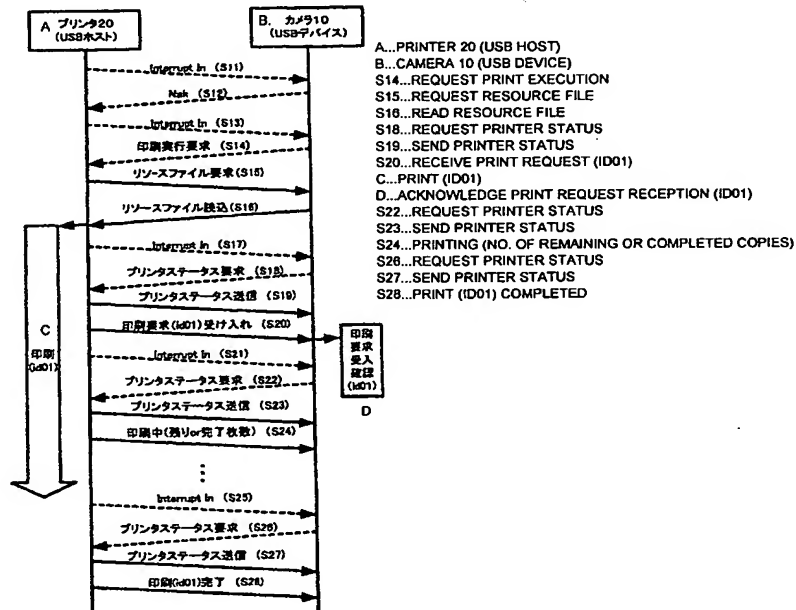 A プリンタ20
(USBホスト)
B. カメラ10
(USBデバイス)
Interrupt In (S11)
Nak (S12)
Interrupt In (S13)
印刷実行要求 (S14)
リソースファイル要求(S15)
リソースファイル読込(S16)
Interrupt In (S17)
プリンタステータス要求 (S18)
プリンタステータス送信 (S19)
印刷要求(id01)受け入れ (S20)
Interrupt In (S21)
プリンタステータス要求 (S22)
プリンタステータス送信 (S23)
印刷中(残りor完了枚数) (S24)
Interrupt In (S25)
プリンタステータス要求 (S26)
プリンタステータス送信 (S27)
印刷(id01)完了 (S28)
C
印刷
(id01)
印刷
要求
受入
確認
(id01)
D
A...PRINTER 20 (USB HOST)
B...CAMERA 10 (USB DEVICE)
S14...REQUEST PRINT EXECUTION
S15...REQUEST RESOURCE FILE
S16...READ RESOURCE FILE
S18...REQUEST PRINTER STATUS
S19...SEND PRINTER STATUS
S20...RECEIVE PRINT REQUEST (ID01)
C...PRINT (ID01)
D...ACKNOWLEDGE PRINT REQUEST RECEPTION (ID01)
S22...REQUEST PRINTER STATUS
S23...SEND PRINTER STATUS
S24...PRINTING (NO. OF REMAINING OR COMPLETED COPIES)
S26...REQUEST PRINTER STATUS
S27...SEND PRINTER STATUS
S28...PRINT (ID01) COMPLETED